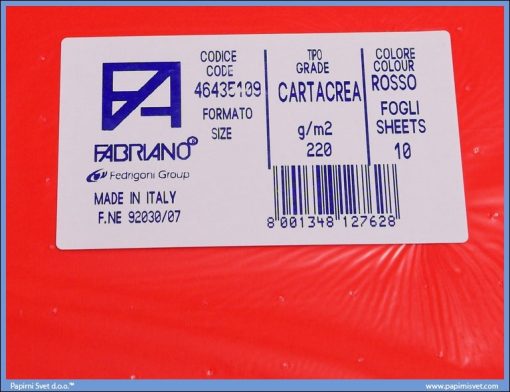 CODICE
CODE
46435109
FORMATO
SIZE
TIPO
GRADE
CARTACREA
g/m2
220
COLORE
COLOUR
ROSSO
FOGLI
SHEETS
10
FABRIANO®
Fedrigoni Group
MADE IN ITALY
F.NE 92030/07
8 001348 127628
Papirni Svet d.o.o.™
www.papirnisvet.com